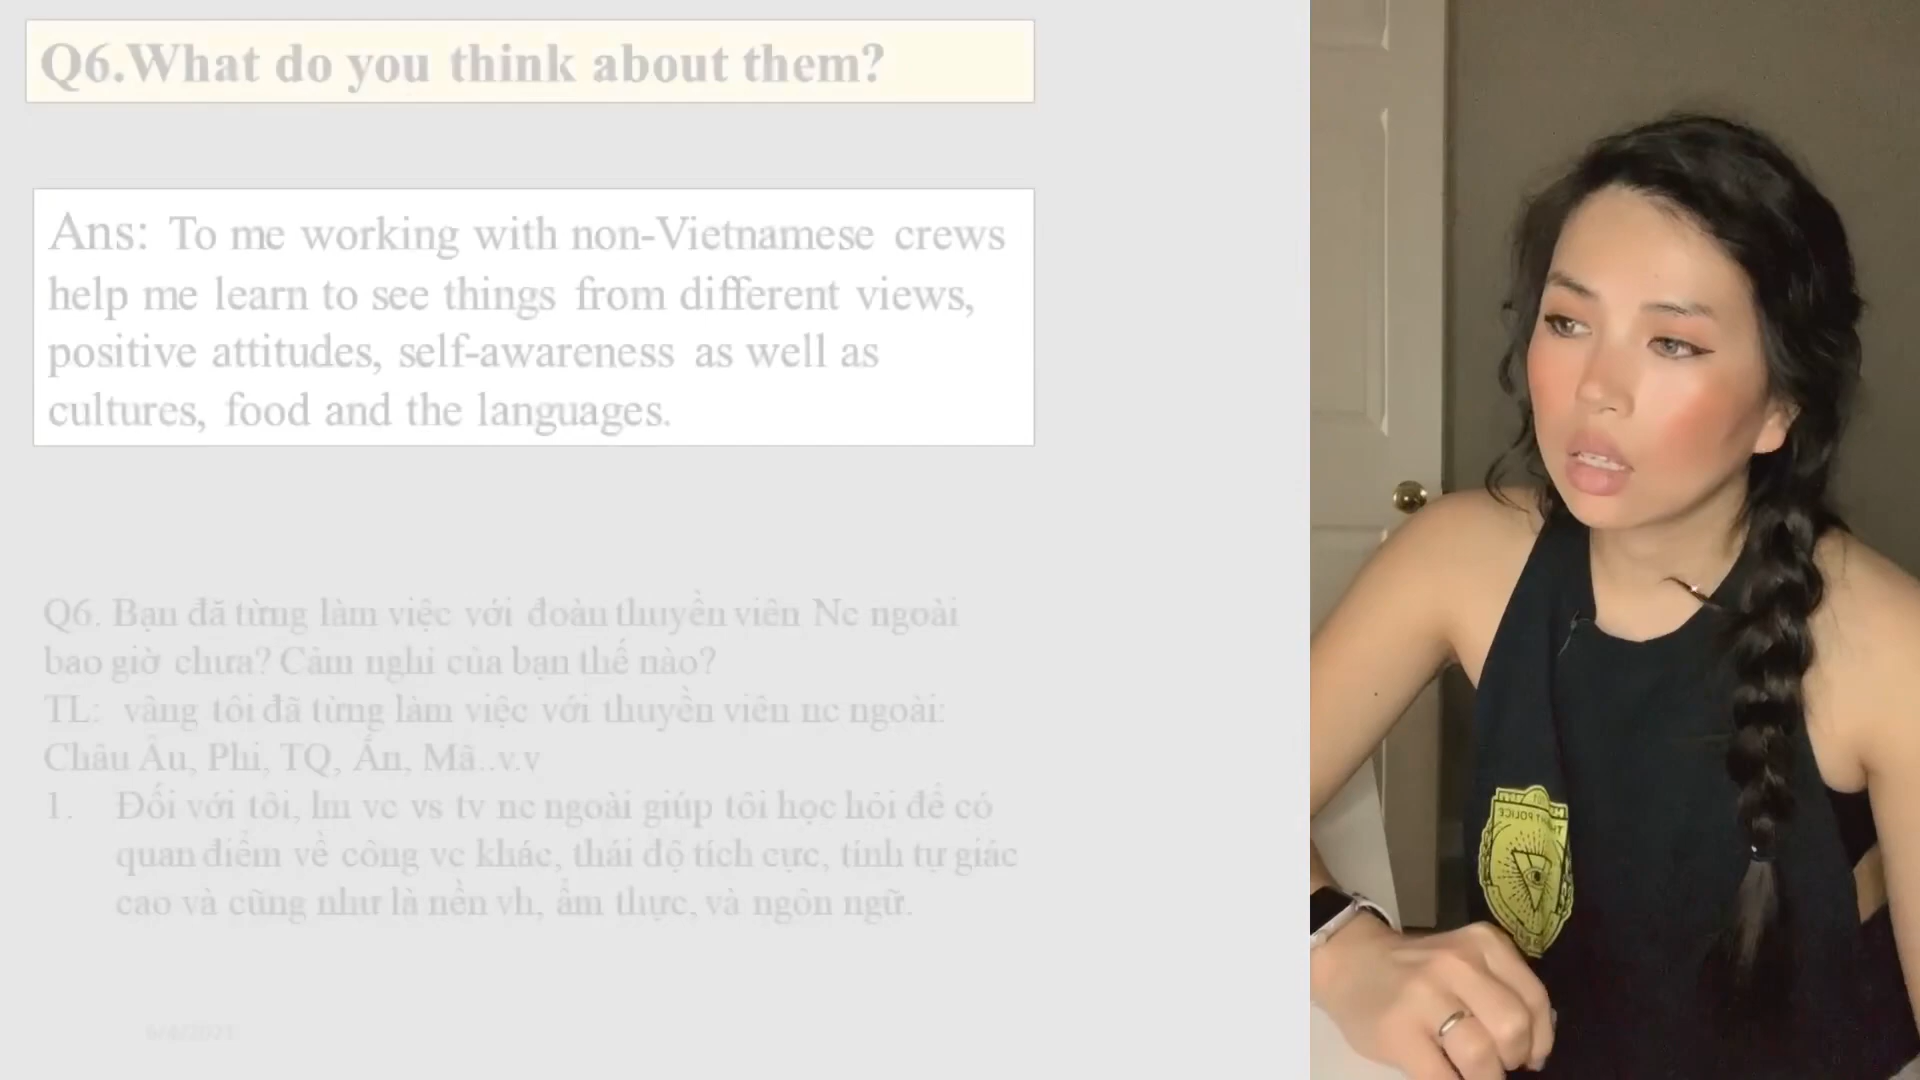 Q6.What do you think about them?
Ans: To me working with non-Vietnamese crews
help me learn to see things from different views,
positive attitudes, self-awareness as well as
cultures, food and the languages.
Q6. Bạn đã từng làm việc với đoàn thuyền viên Nc ngoài
bao giờ chưa? Cảm nghĩ của bạn thế nào?
TL: vâng tôi đã từng làm việc với thuyền viên nc ngoài:
Châu Âu, Phi, TQ, Ấn, Mã..v.v
1. Đối với tôi, lm vc vs tv nc ngoài giúp tôi học hỏi để có
quan điểm về công vc khác, thái độ tích cực, tính tự giác
cao và cũng như là nền vh, ẩm thực, và ngôn ngữ.
6/4/2021